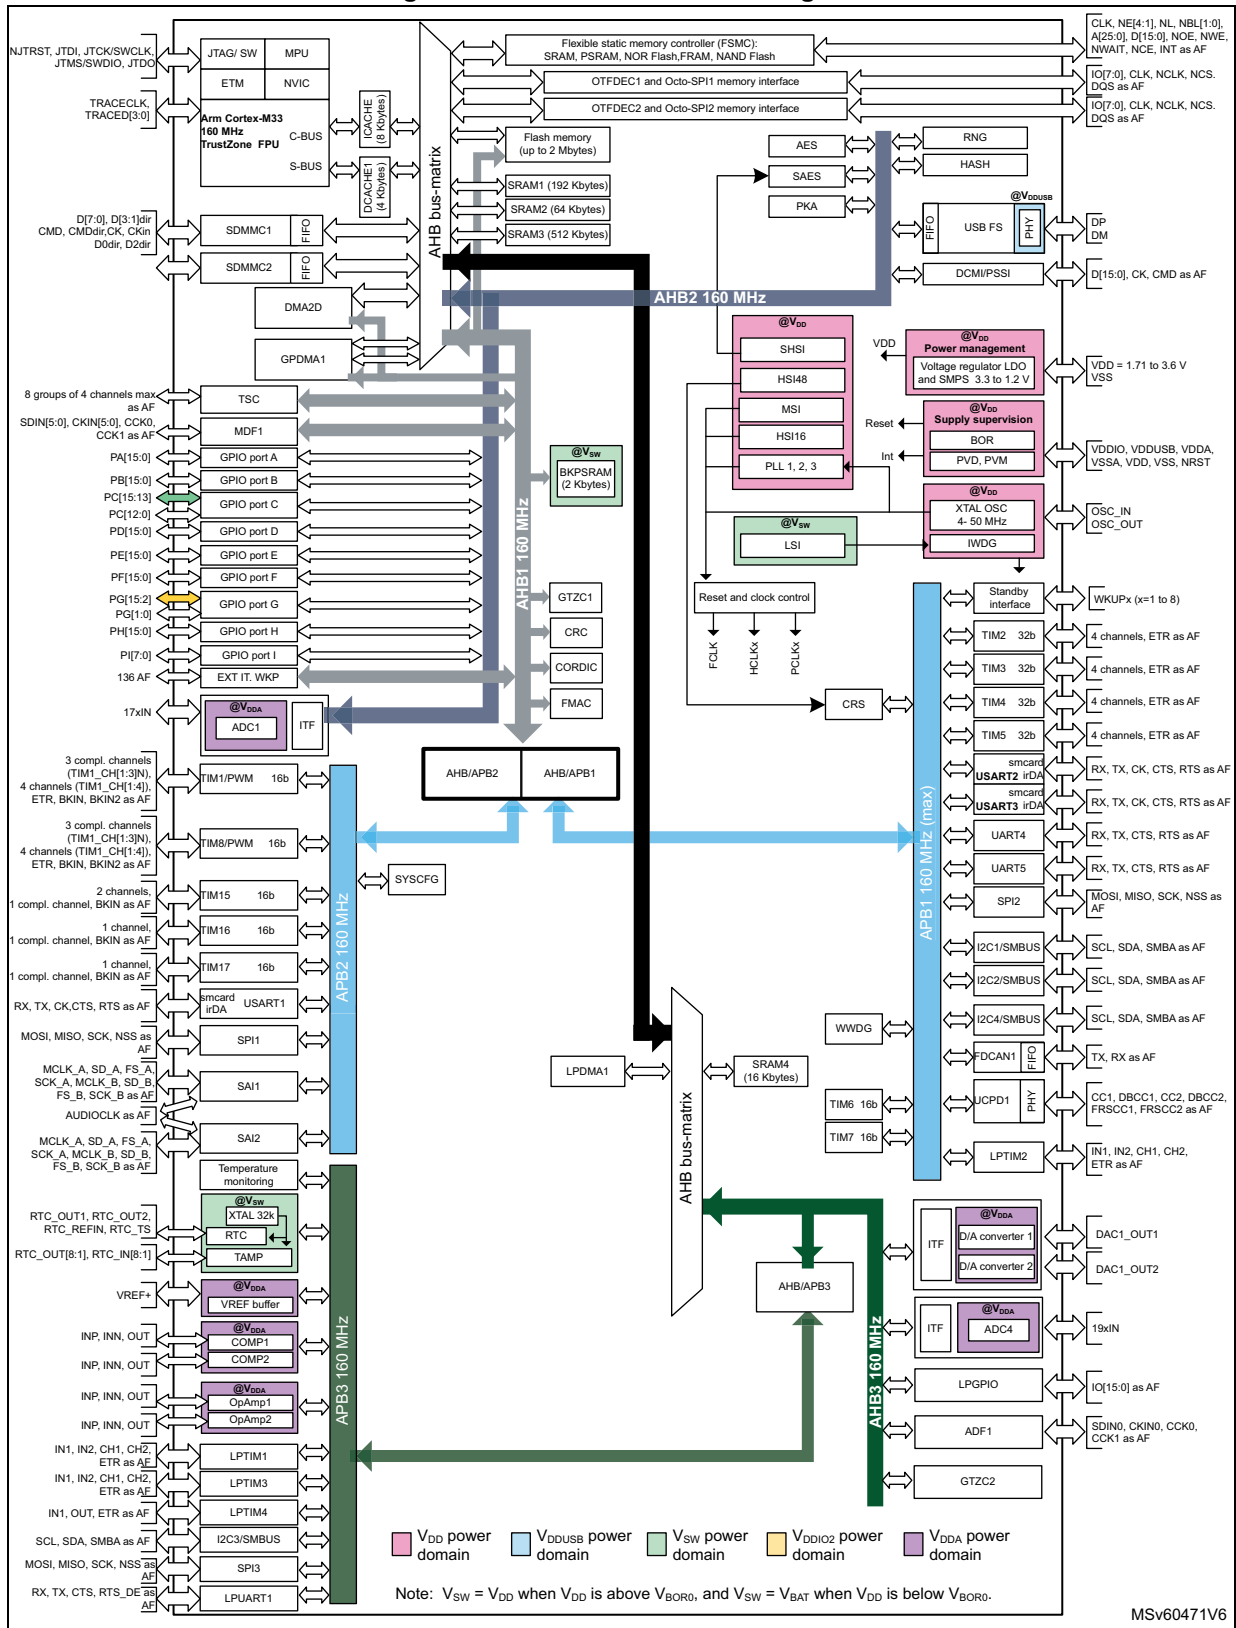 NJTRST, JTDI, JTCK/SWCLK,
JTMS/SWDIO, JTDO
TRACECLK,
TRACED[3:0]
JTAG/ SW
MPU
ETM
NVIC
Arm Cortex-M33
160 MHz
TrustZone FPU
C-BUS
S-BUS
ICACHE
(8 Kbytes)
DCACHE1
(4 Kbytes)
AHB bus-matrix
Flexible static memory controller (FSMC):
SRAM, PSRAM, NOR Flash,FRAM, NAND Flash
CLK, NE[4:1], NL, NBL[1:0],
A[25:0], D[15:0], NOE, NWE,
NWAIT, NCE, INT as AF
OTFDEC1 and Octo-SPI1 memory interface
IO[7:0], CLK, NCLK, NCS.
DQS as AF
OTFDEC2 and Octo-SPI2 memory interface
IO[7:0], CLK, NCLK, NCS.
DQS as AF
Flash memory
(up to 2 Mbytes)
SRAM1 (192 Kbytes)
SRAM2 (64 Kbytes)
SRAM3 (512 Kbytes)
AES
SAES
PKA
RNG
HASH
@VDDUSB
FIFO
USB FS
PHY
DP
DM
DCMI/PSSI
D[15:0], CK, CMD as AF
D[7:0], D[3:1]dir
CMD, CMDdir,CK, CKin
D0dir, D2dir
SDMMC1
FIFO
SDMMC2
FIFO
DMA2D
GPDMA1
AHB2 160 MHz
@VDD
SHSI
HSI48
MSI
HSI16
PLL 1, 2, 3
VDD
@VDD
Power management
Voltage regulator LDO
and SMPS 3.3 to 1.2 V
VDD = 1.71 to 3.6 V
VSS
Reset
Int
@VDD
Supply supervision
BOR
PVD, PVM
VDDIO, VDDUSB, VDDA,
VSSA, VDD, VSS, NRST
@VDD
XTAL OSC
4- 50 MHz
IWDG
OSC_IN
OSC_OUT
@VSW
LSI
8 groups of 4 channels max
as AF
TSC
SDIN[5:0], CKIN[5:0], CCK0,
CCK1 as AF
MDF1
PA[15:0]
GPIO port A
PB[15:0]
GPIO port B
PC[15:13]
PC[12:0]
GPIO port C
PD[15:0]
GPIO port D
PE[15:0]
GPIO port E
PF[15:0]
GPIO port F
PG[15:2]
PG[1:0]
GPIO port G
PH[15:0]
GPIO port H
PI[7:0]
GPIO port I
136 AF
EXT IT. WKP
17xIN
@VDDA
ADC1
ITF
AHB1 160 MHz
@VSW
BKPSRAM
(2 Kbytes)
GTZC1
CRC
CORDIC
FMAC
Reset and clock control
FCLK
HCLKx
PCLKx
CRS
AHB/APB2
AHB/APB1
Standby
interface
WKUPx (x=1 to 8)
TIM2 32b
4 channels, ETR as AF
TIM3 32b
4 channels, ETR as AF
TIM4 32b
4 channels, ETR as AF
TIM5 32b
4 channels, ETR as AF
smcard
USART2 irDA
RX, TX, CK, CTS, RTS as AF
smcard
USART3 irDA
RX, TX, CK, CTS, RTS as AF
UART4
RX, TX, CTS, RTS as AF
UART5
RX, TX, CTS, RTS as AF
SPI2
MOSI, MISO, SCK, NSS as
AF
I2C1/SMBUS
SCL, SDA, SMBA as AF
I2C2/SMBUS
SCL, SDA, SMBA as AF
I2C4/SMBUS
SCL, SDA, SMBA as AF
FDCAN1
FIFO
TX, RX as AF
UCPD1
PHY
CC1, DBCC1, CC2, DBCC2,
FRSCC1, FRSCC2 as AF
LPTIM2
IN1, IN2, CH1, CH2,
ETR as AF
APB1 160 MHz (max)
WWDG
TIM6 16b
TIM7 16b
3 compl. channels
(TIM1_CH[1:3]N),
4 channels (TIM1_CH[1:4]),
ETR, BKIN, BKIN2 as AF
TIM1/PWM 16b
3 compl. channels
(TIM1_CH[1:3]N),
4 channels (TIM1_CH[1:4]),
ETR, BKIN, BKIN2 as AF
TIM8/PWM 16b
2 channels,
1 compl. channel, BKIN as AF
TIM15 16b
1 channel,
1 compl. channel, BKIN as AF
TIM16 16b
1 channel,
1 compl. channel, BKIN as AF
TIM17 16b
RX, TX, CK,CTS, RTS as AF
smcard
irDA
USART1
MOSI, MISO, SCK, NSS as
AF
SPI1
MCLK_A, SD_A, FS_A,
SCK_A, MCLK_B, SD_B,
FS_B, SCK_B as AF
SAI1
AUDIOCLK as AF
MCLK_A, SD_A, FS_A,
SCK_A, MCLK_B, SD_B,
FS_B, SCK_B as AF
SAI2
APB2 160 MHz
SYSCFG
LPDMA1
AHB bus-matrix
SRAM4
(16 Kbytes)
Temperature
monitoring
@VSW
XTAL 32k
RTC
TAMP
RTC_OUT1, RTC_OUT2,
RTC_REFIN, RTC_TS
RTC_OUT[8:1], RTC_IN[8:1]
VREF+
@VDDA
VREF buffer
INP, INN, OUT
INP, INN, OUT
@VDDA
COMP1
COMP2
INP, INN, OUT
INP, INN, OUT
@VDDA
OpAmp1
OpAmp2
IN1, IN2, CH1, CH2,
ETR as AF
LPTIM1
IN1, IN2, CH1, CH2,
ETR as AF
LPTIM3
IN1, OUT, ETR as AF
LPTIM4
SCL, SDA, SMBA as AF
I2C3/SMBUS
MOSI, MISO, SCK, NSS as
AF
SPI3
RX, TX, CTS, RTS_DE as
AF
LPUART1
APB3 160 MHz
AHB/APB3
AHB3 160 MHz
ITF
@VDDA
D/A converter 1
D/A converter 2
DAC1_OUT1
DAC1_OUT2
ITF
@VDDA
ADC4
19xIN
LPGPIO
IO[15:0] as AF
ADF1
SDIN0, CKIN0, CCK0,
CCK1 as AF
GTZC2
VDD power
domain
VDDUSB power
domain
VSW power
domain
VDDIO2 power
domain
VDDA power
domain
Note: VSW = VDD when VDD is above VBOR0, and VSW = VBAT when VDD is below VBOR0.
MSv60471V6